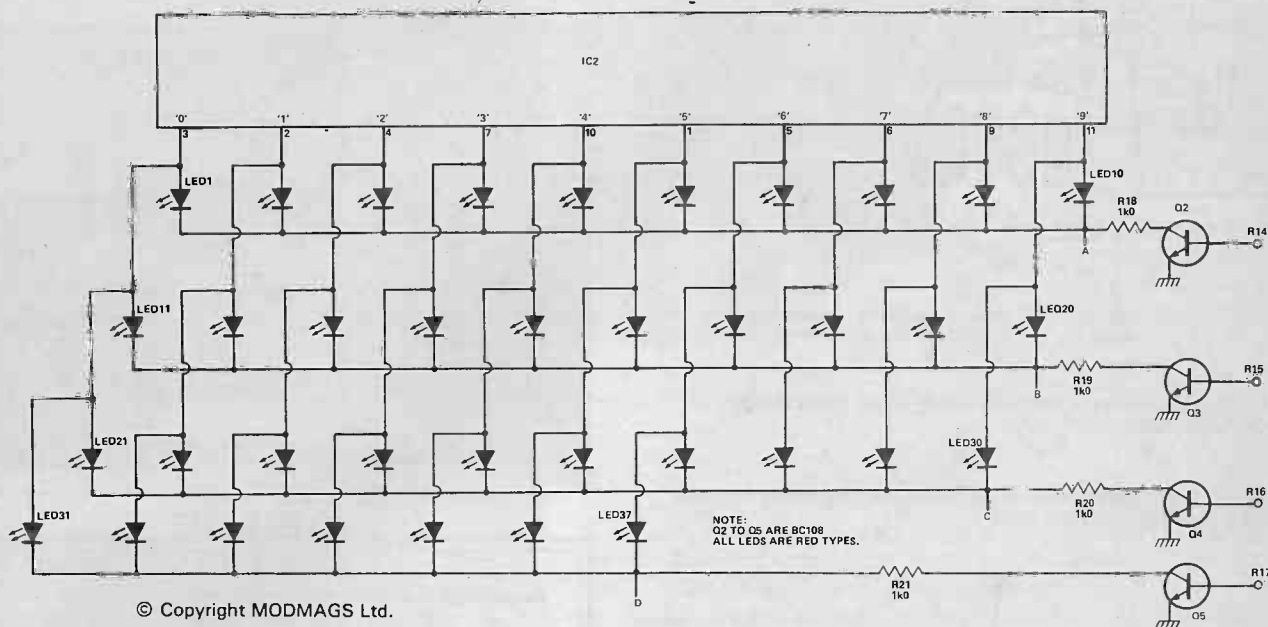 IC2
'0' '1' '2' '3' '4' '5' '6' '7' '8' '9'
3 2 4 7 10 1 5 6 9 11
LED1
LED10
R18
1k0
Q2
R14
A
LED11
LED20
R19
1k0
B
Q3
R15
LED21
LED30
R20
1k0
C
Q4
R16
LED31
LED37
NOTE:
Q2 TO Q5 ARE BC108
ALL LEDS ARE RED TYPES.
R21
1k0
D
Q5
R17
© Copyright MODMAGS Ltd.